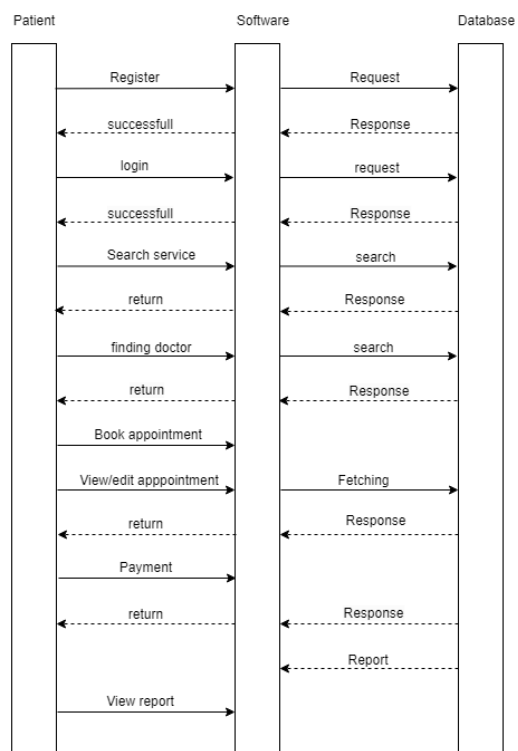 Patient
Software
Database
Register
Request
successfull
Response
login
request
successfull
Response
Search service
search
return
Response
finding doctor
search
return
Response
Book appointment
View/edit apppointment
Fetching
return
Response
Payment
return
Response
Report
View report